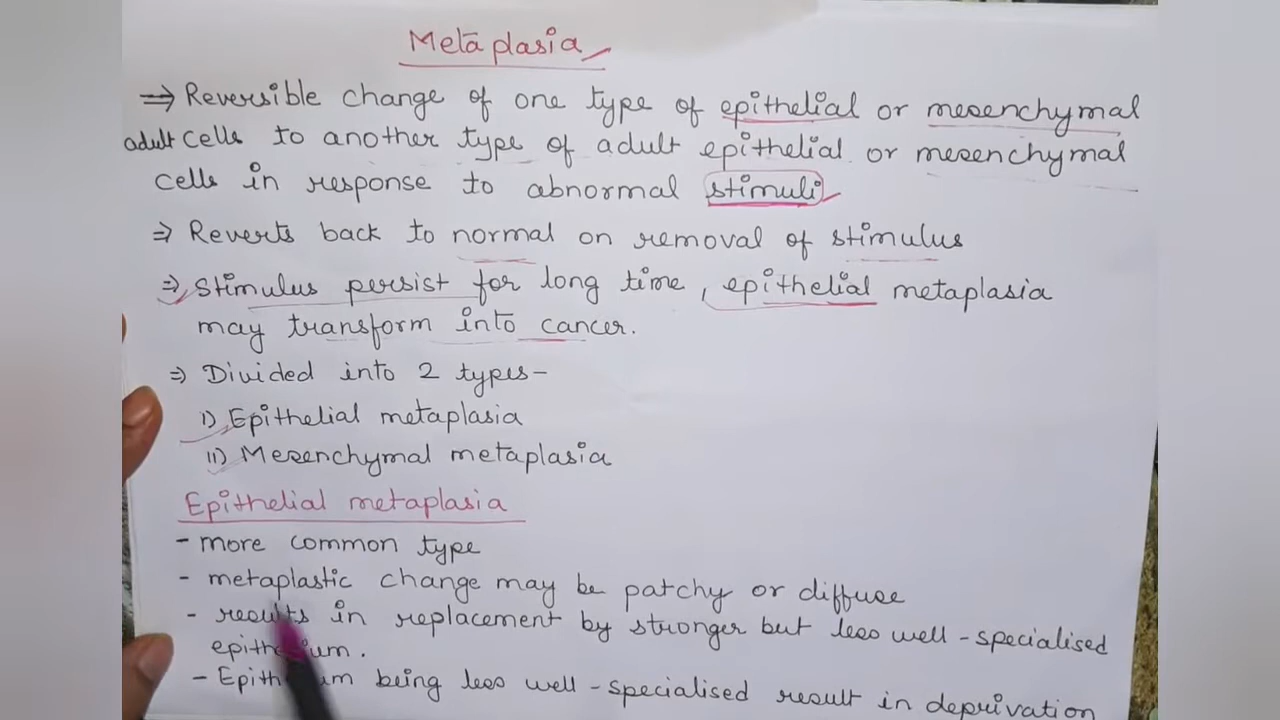 Metaplasia
⇒ Reversible change of one type of epithelial or mesenchymal
adult cells to another type of adult epithelial or mesenchymal
cells in response to abnormal stimuli
⇒ Reverts back to normal on removal of stimulus
⇒ Stimulus persist for long time, epithelial metaplasia
may transform into cancer.
⇒ Divided into 2 types-
i) Epithelial metaplasia
ii) Mesenchymal metaplasia
Epithelial metaplasia
- more common type
- metaplastic change may be patchy or diffuse
- results in replacement by stronger but less well-specialised
epithelium.
- Epithelium being less well-specialised result in deprivation